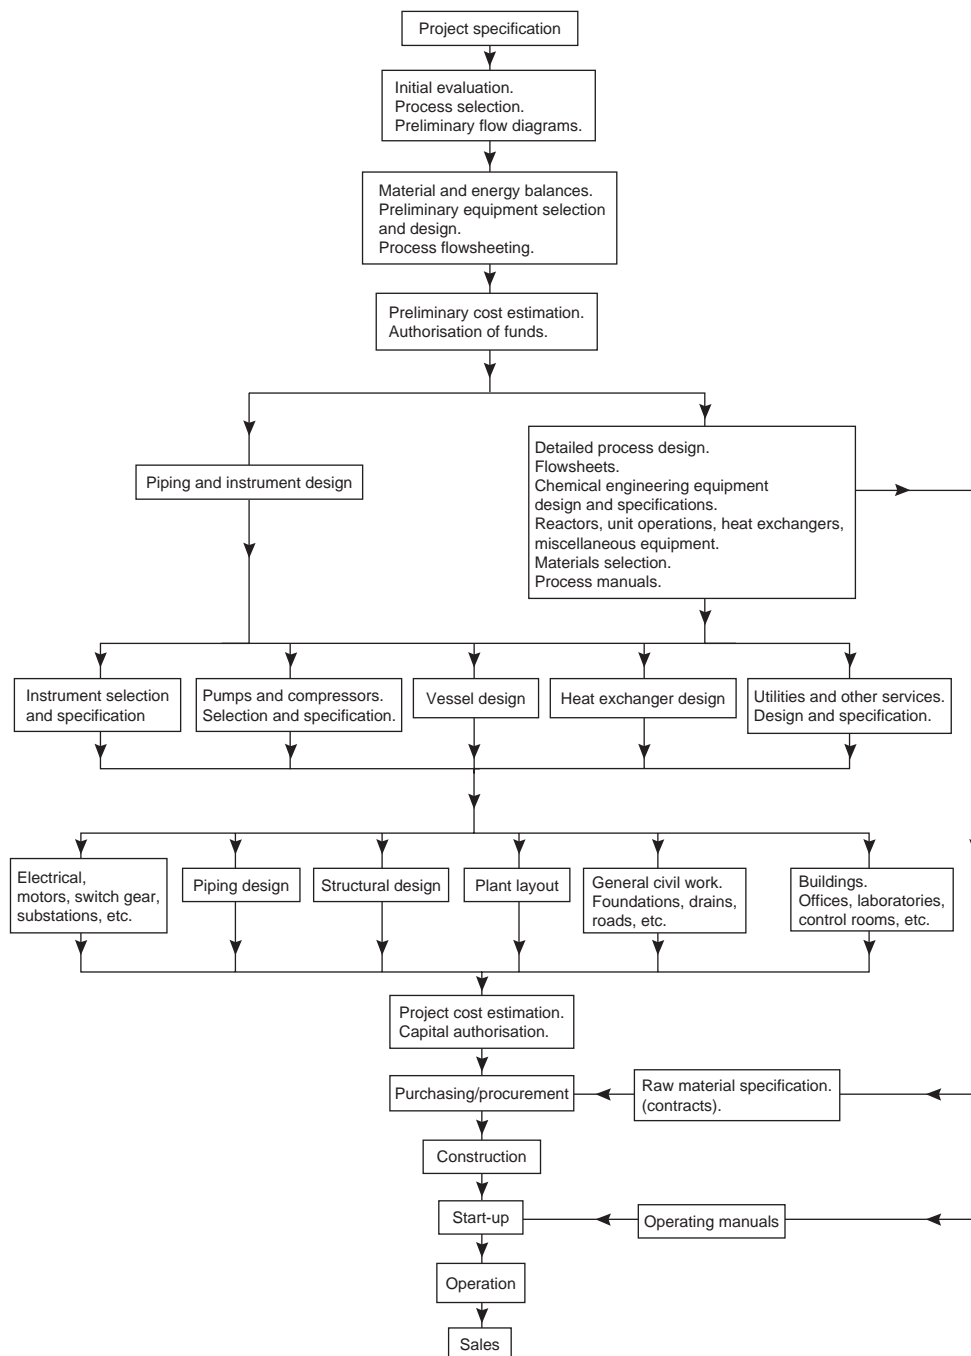 Project specification
Initial evaluation.
Process selection.
Preliminary flow diagrams.
Material and energy balances.
Preliminary equipment selection
and design.
Process flowsheeting.
Preliminary cost estimation.
Authorisation of funds.
Piping and instrument design
Detailed process design.
Flowsheets.
Chemical engineering equipment
design and specifications.
Reactors, unit operations, heat exchangers,
miscellaneous equipment.
Materials selection.
Process manuals.
Instrument selection
and specification
Pumps and compressors.
Selection and specification.
Vessel design
Heat exchanger design
Utilities and other services.
Design and specification.
Electrical,
motors, switch gear,
substations, etc.
Piping design
Structural design
Plant layout
General civil work.
Foundations, drains,
roads, etc.
Buildings.
Offices, laboratories,
control rooms, etc.
Project cost estimation.
Capital authorisation.
Purchasing/procurement
Raw material specification.
(contracts).
Construction
Start-up
Operating manuals
Operation
Sales